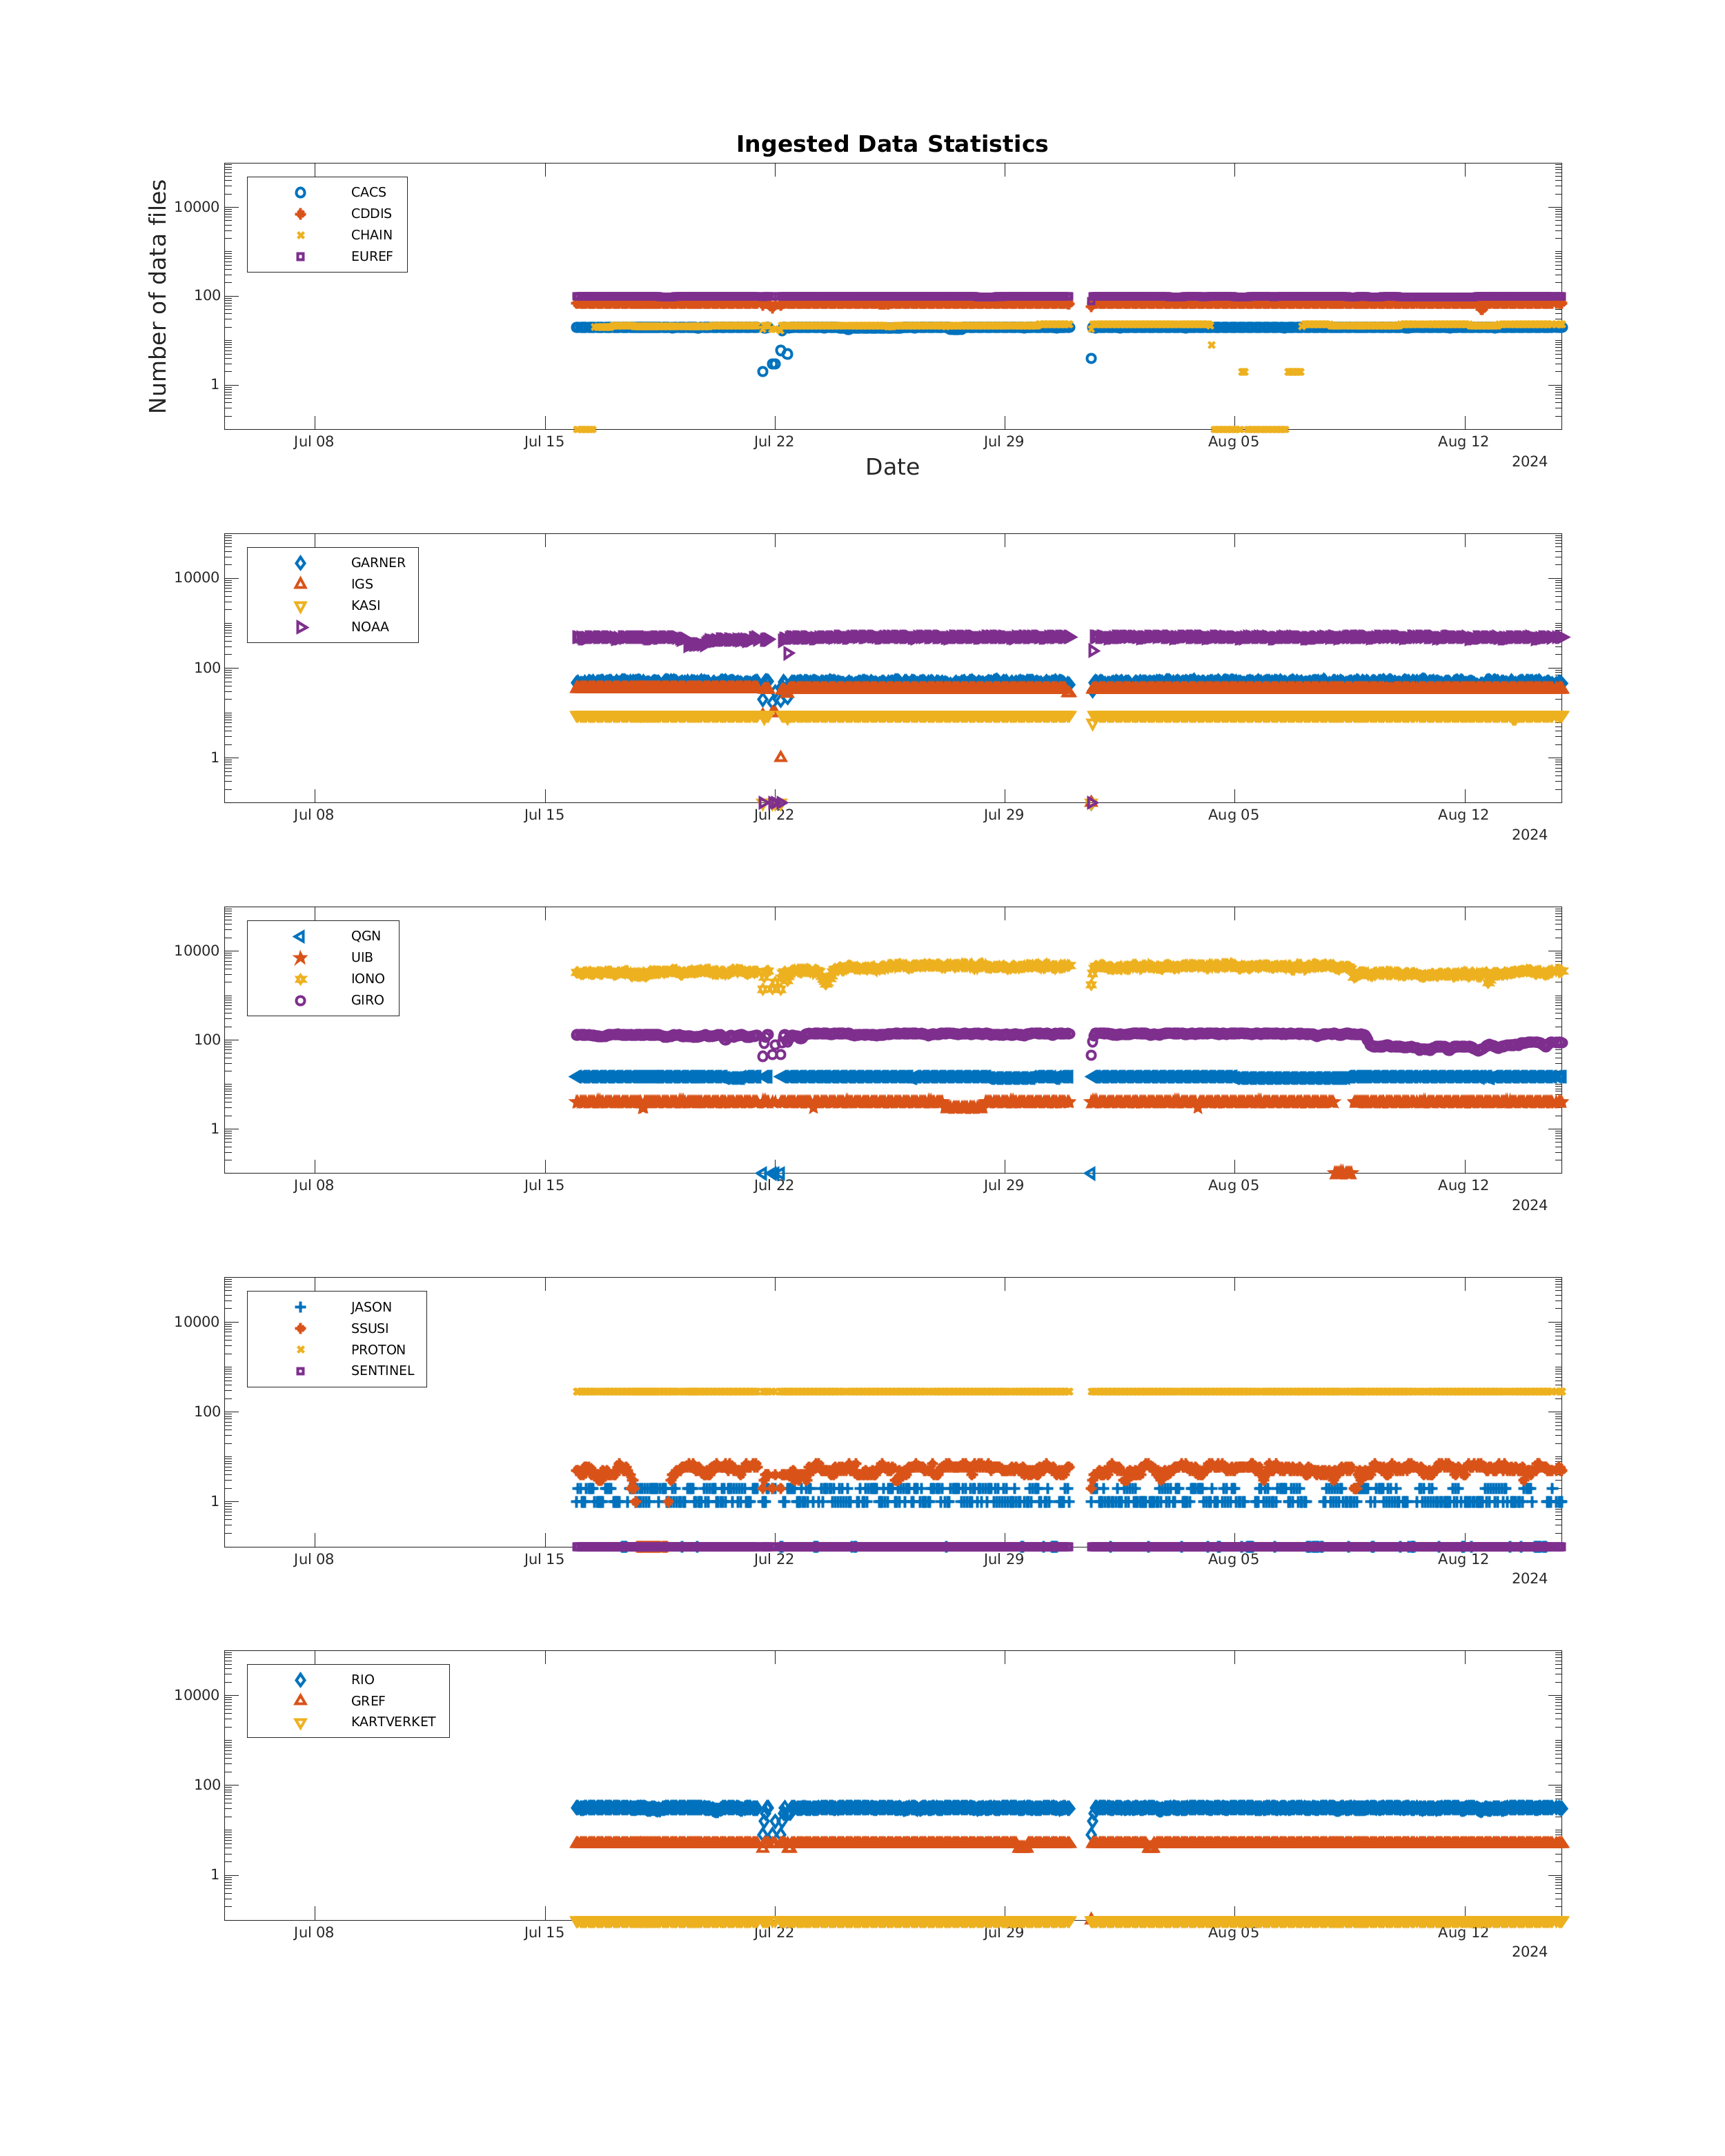 Ingested Data Statistics
Number of data files
10000
100
1
CACS
CDDIS
CHAIN
EUREF
Jul 08 Jul 15 Jul 22 Jul 29 Aug 05 Aug 12
2024
Date
10000
100
1
GARNER
IGS
KASI
NOAA
Jul 08 Jul 15 Jul 22 Jul 29 Aug 05 Aug 12
2024
10000
100
1
QGN
UIB
IONO
GIRO
Jul 08 Jul 15 Jul 22 Jul 29 Aug 05 Aug 12
2024
10000
100
1
JASON
SSUSI
PROTON
SENTINEL
Jul 08 Jul 15 Jul 22 Jul 29 Aug 05 Aug 12
2024
10000
100
1
RIO
GREF
KARTVERKET
Jul 08 Jul 15 Jul 22 Jul 29 Aug 05 Aug 12
2024